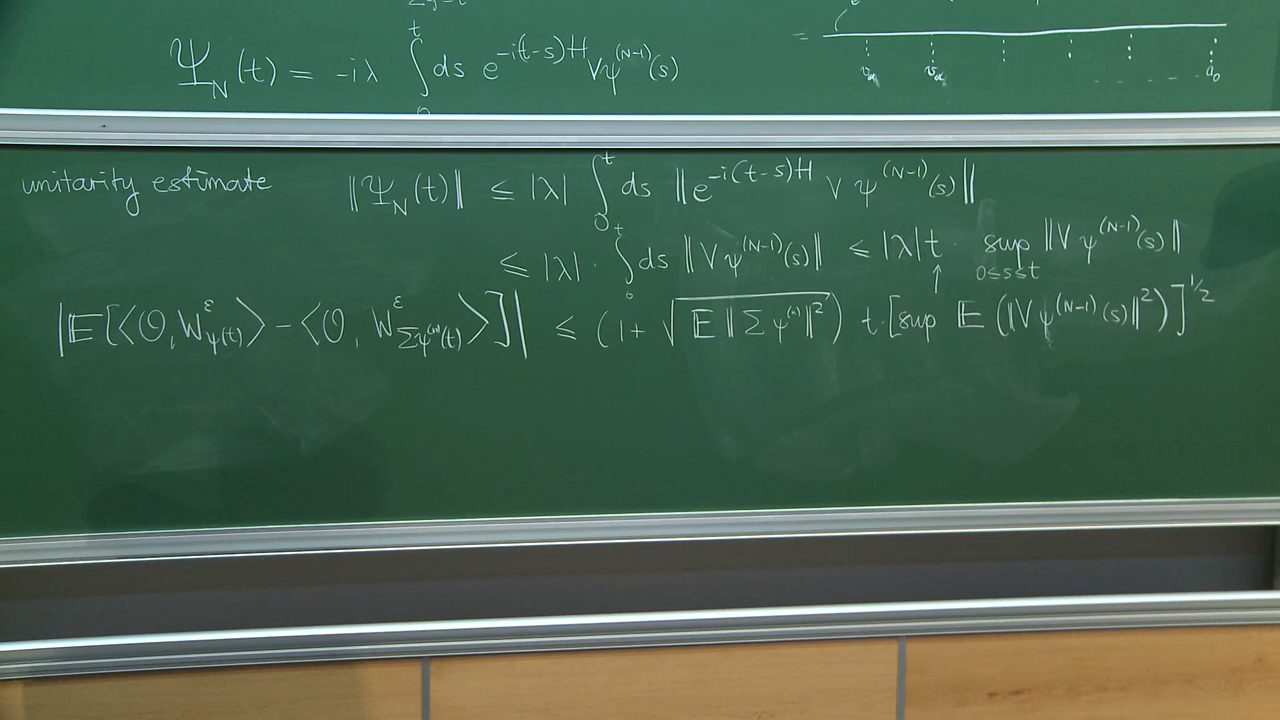 Ψ_N(t) = -iλ ∫_0^t ds e^{-i(t-s)H} Vψ^{(N-1)}(s)
=
unitarity estimate ‖Ψ_N(t)‖ ≤ |λ| ∫_0^t ds ‖e^{-i(t-s)H} V ψ^{(N-1)}(s)‖
≤ |λ| · ∫_0^t ds ‖Vψ^{(N-1)}(s)‖ ≤ |λ|t · sup_{0≤s≤t} ‖V ψ^{(N-1)}(s)‖
|𝔼[⟨O, W^ε_{ψ(t)}⟩ - ⟨O, W^ε_{Σψ^{(n)}(t)}⟩]| ≤ (1 + √(𝔼‖Σψ^{(n)}‖²)) t · [sup 𝔼(‖Vψ^{(N-1)}(s)‖²)]^{1/2}